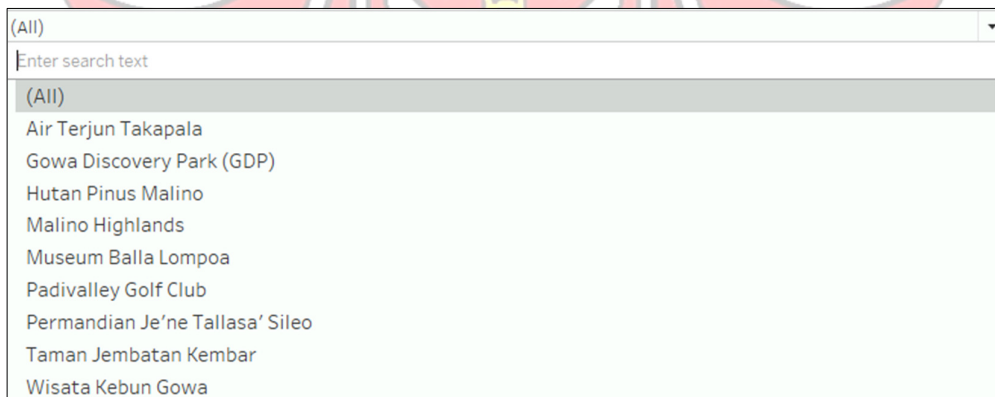 (All)
Enter search text
(All)
Air Terjun Takapala
Gowa Discovery Park (GDP)
Hutan Pinus Malino
Malino Highlands
Museum Balla Lompoa
Padivalley Golf Club
Permandian Je’ne Tallasa’ Sileo
Taman Jembatan Kembar
Wisata Kebun Gowa